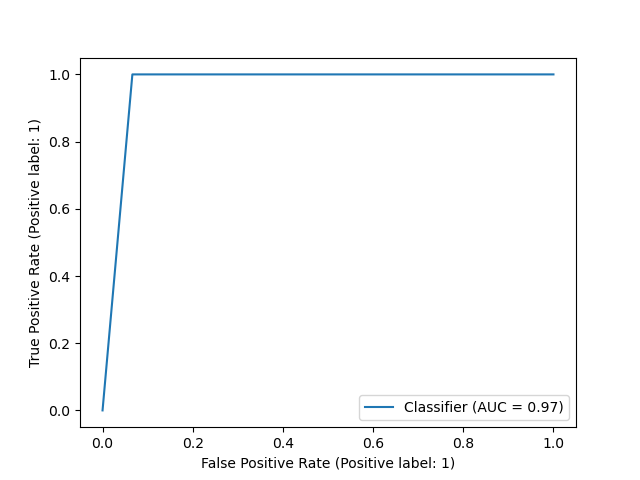 1.0
0.8
0.6
0.4
0.2
0.0
True Positive Rate (Positive label: 1)
Classifier (AUC = 0.97)
0.0 0.2 0.4 0.6 0.8 1.0
False Positive Rate (Positive label: 1)